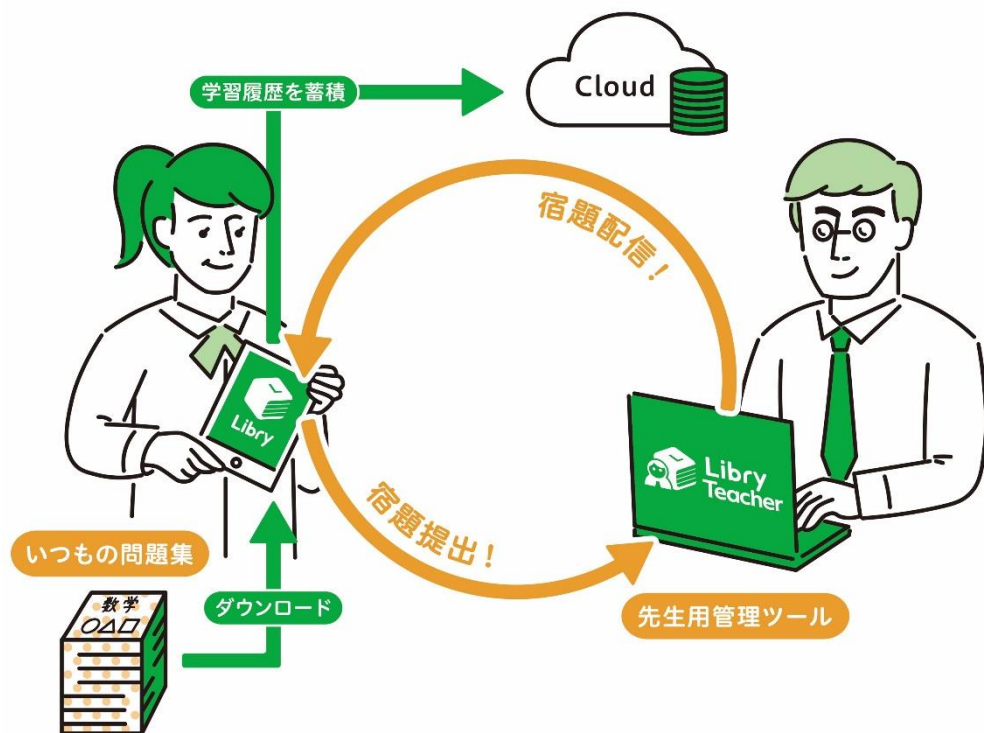 学習履歴を蓄積
Cloud
宿題配信!
Libry
Libry
Teacher
宿題提出!
いつもの問題集
ダウンロード
先生用管理ツール
数学
○△□